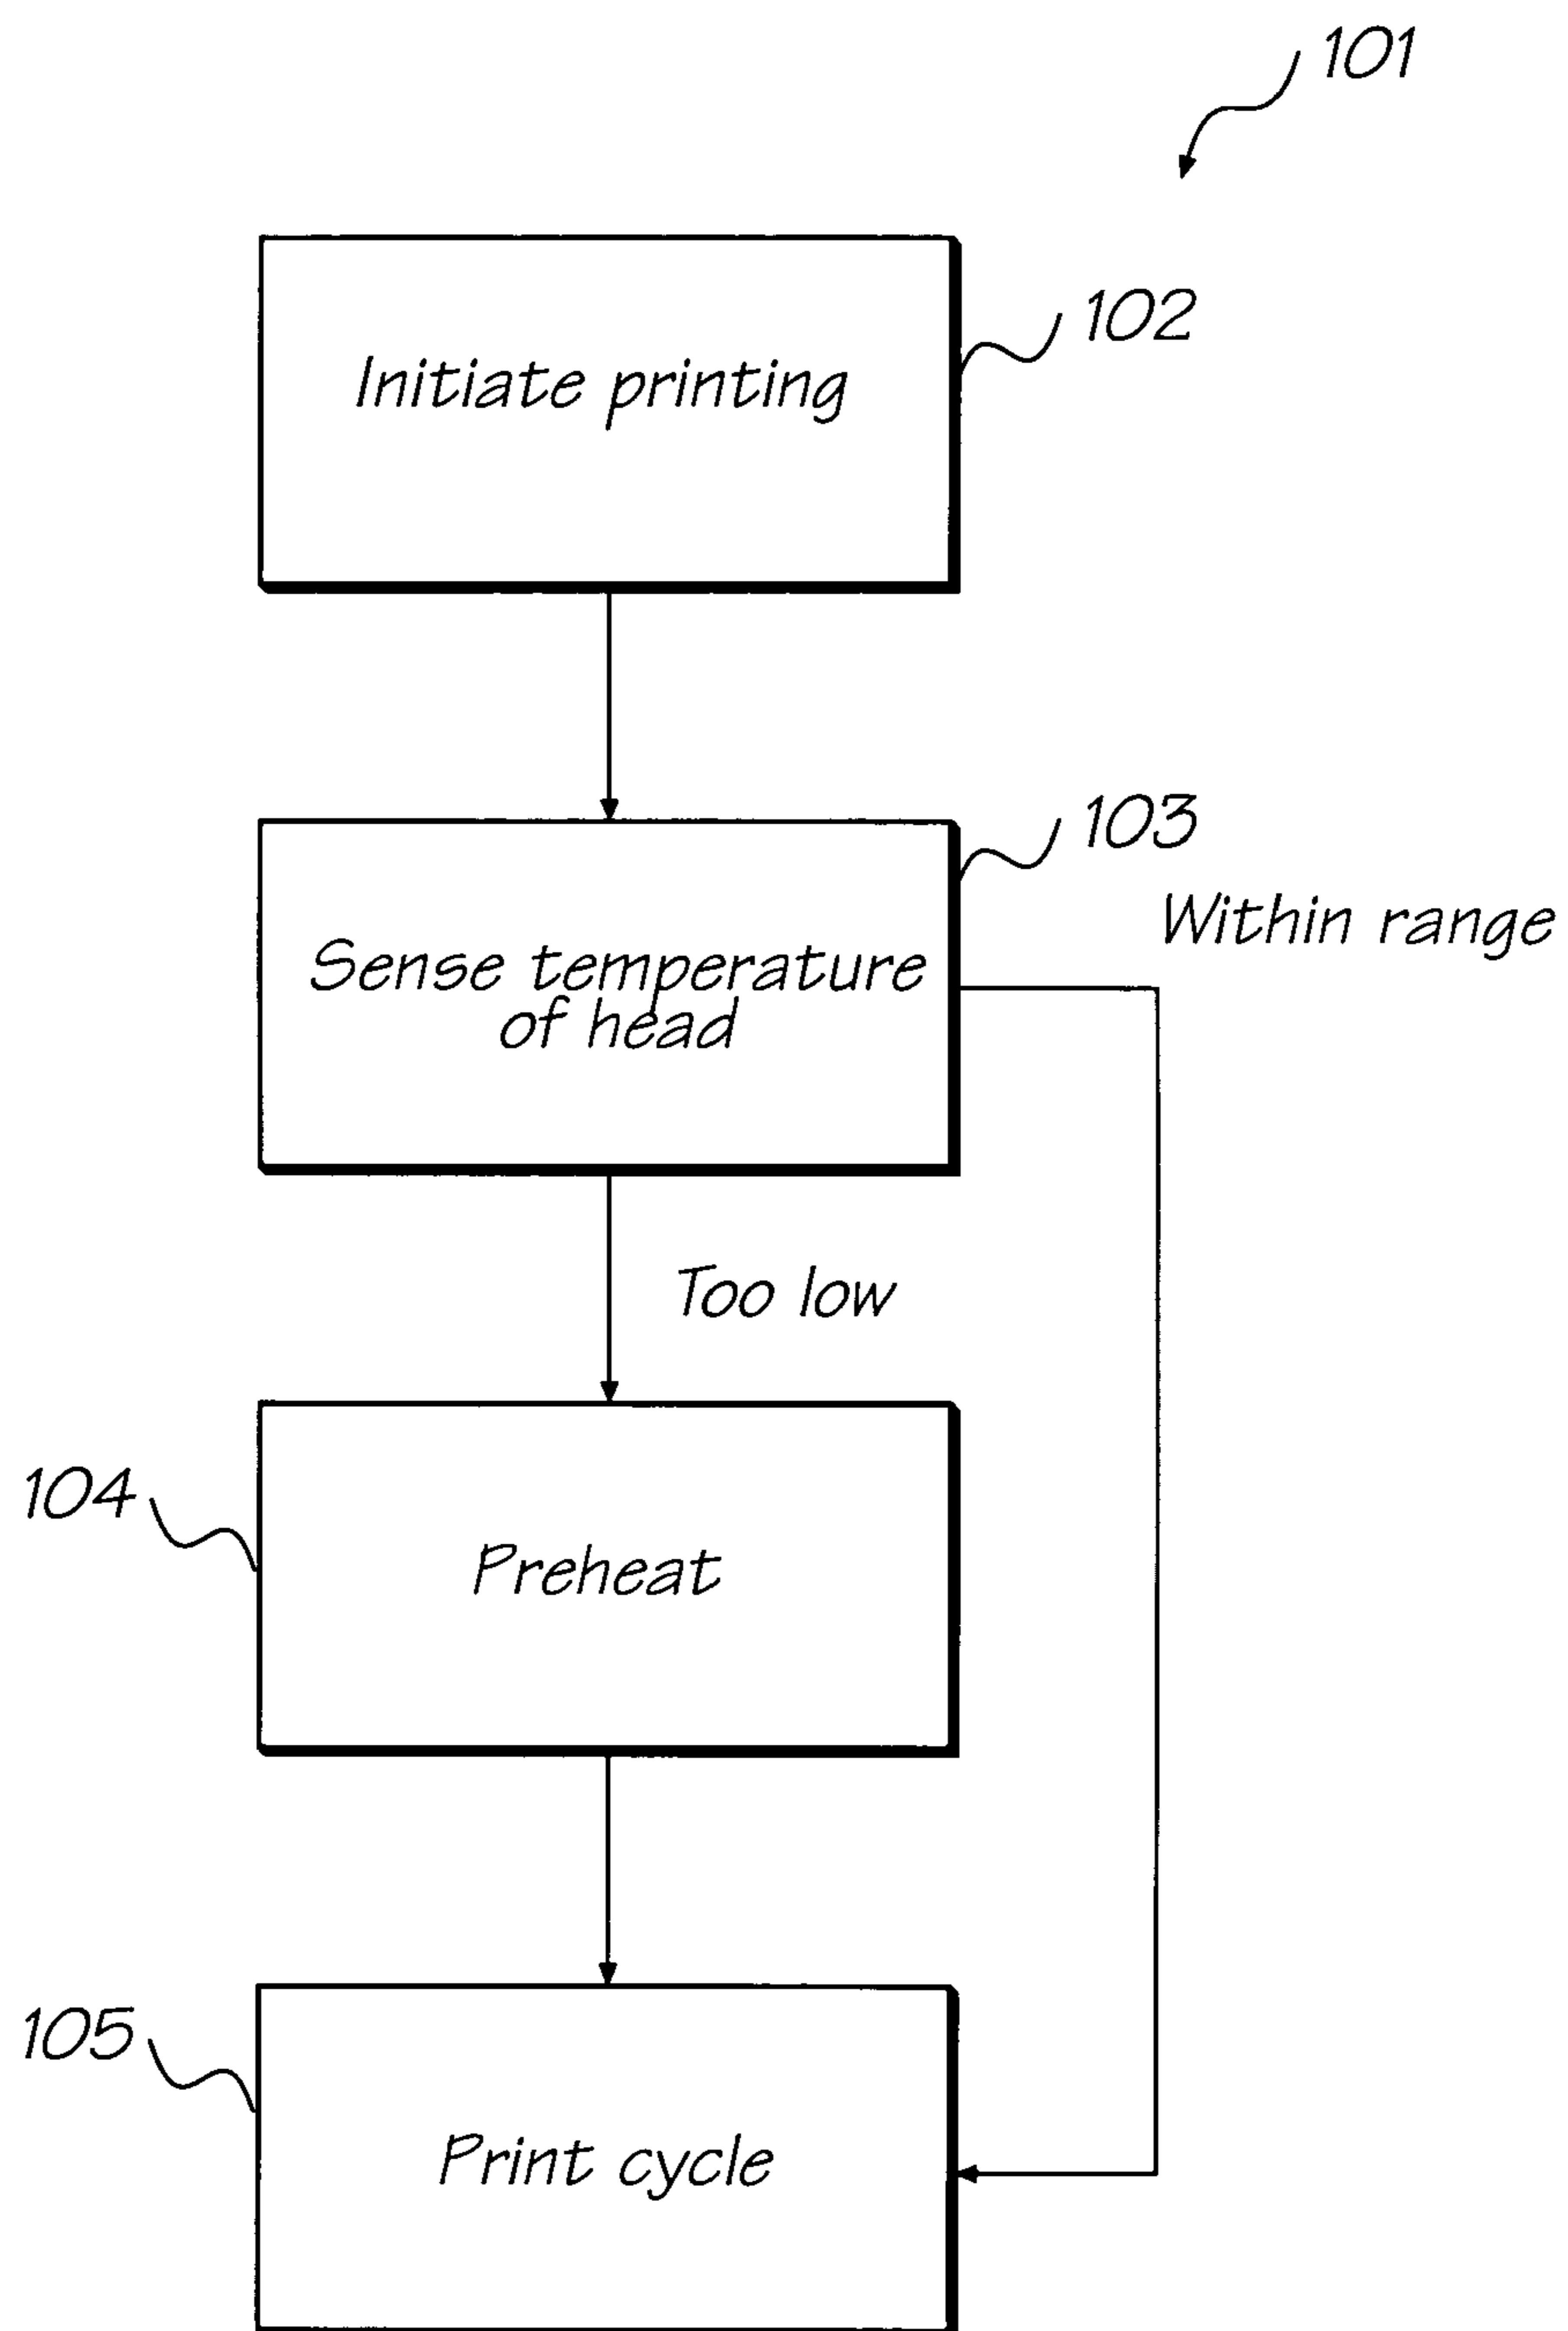 101
Initiate printing
102
103
Within range
Sense temperature
of head
Too low
104
Preheat
105
Print cycle